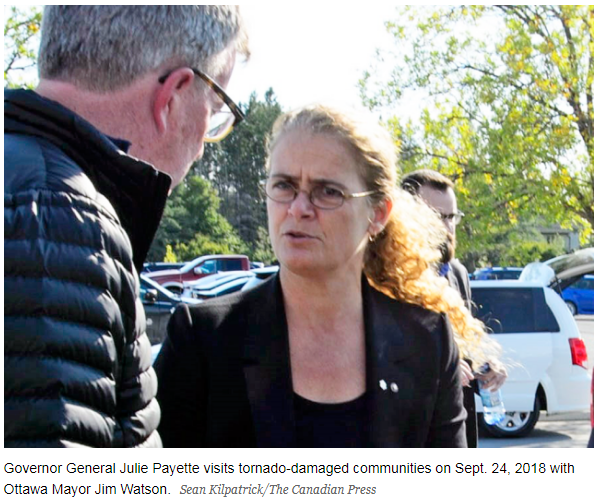 Governor General Julie Payette visits tornado-damaged communities on Sept. 24, 2018 with
Ottawa Mayor Jim Watson. Sean Kilpatrick/The Canadian Press